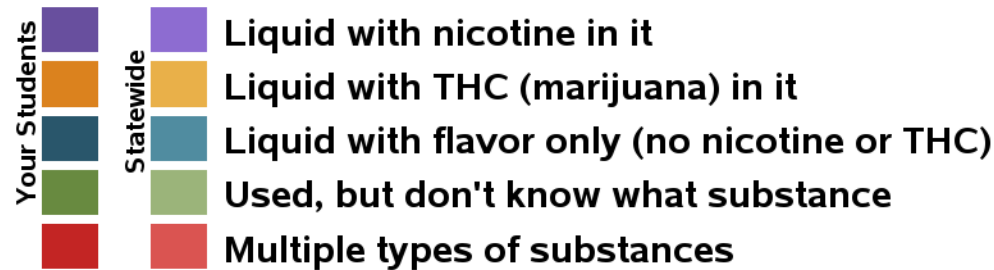 Your Students
Statewide
Liquid with nicotine in it
Liquid with THC (marijuana) in it
Liquid with flavor only (no nicotine or THC)
Used, but don't know what substance
Multiple types of substances